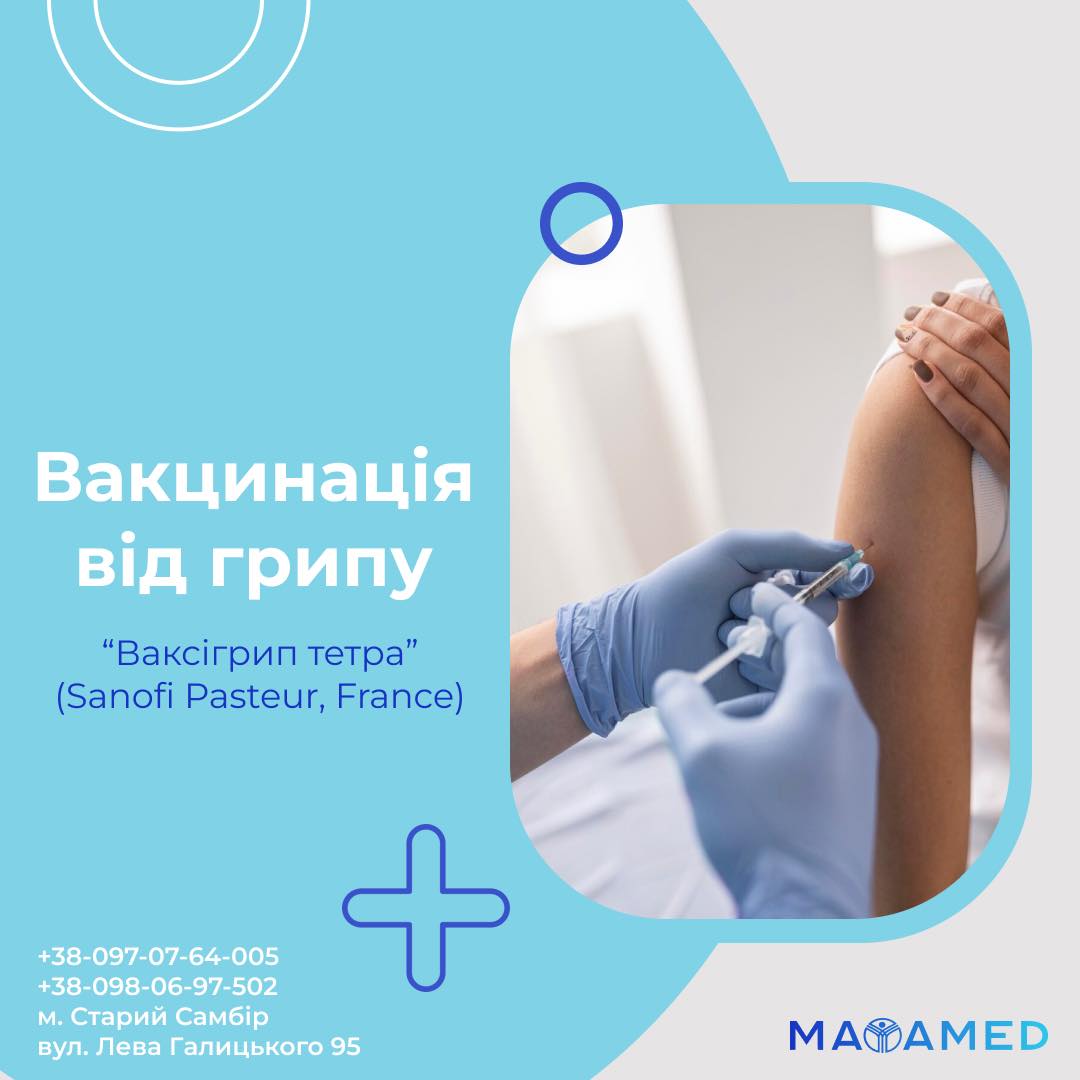 Вакцинація
від грипу
“Ваксігрип тетра”
(Sanofi Pasteur, France)
+38-097-07-64-005
+38-098-06-97-502
м. Старий Самбір
вул. Лева Галицького 95